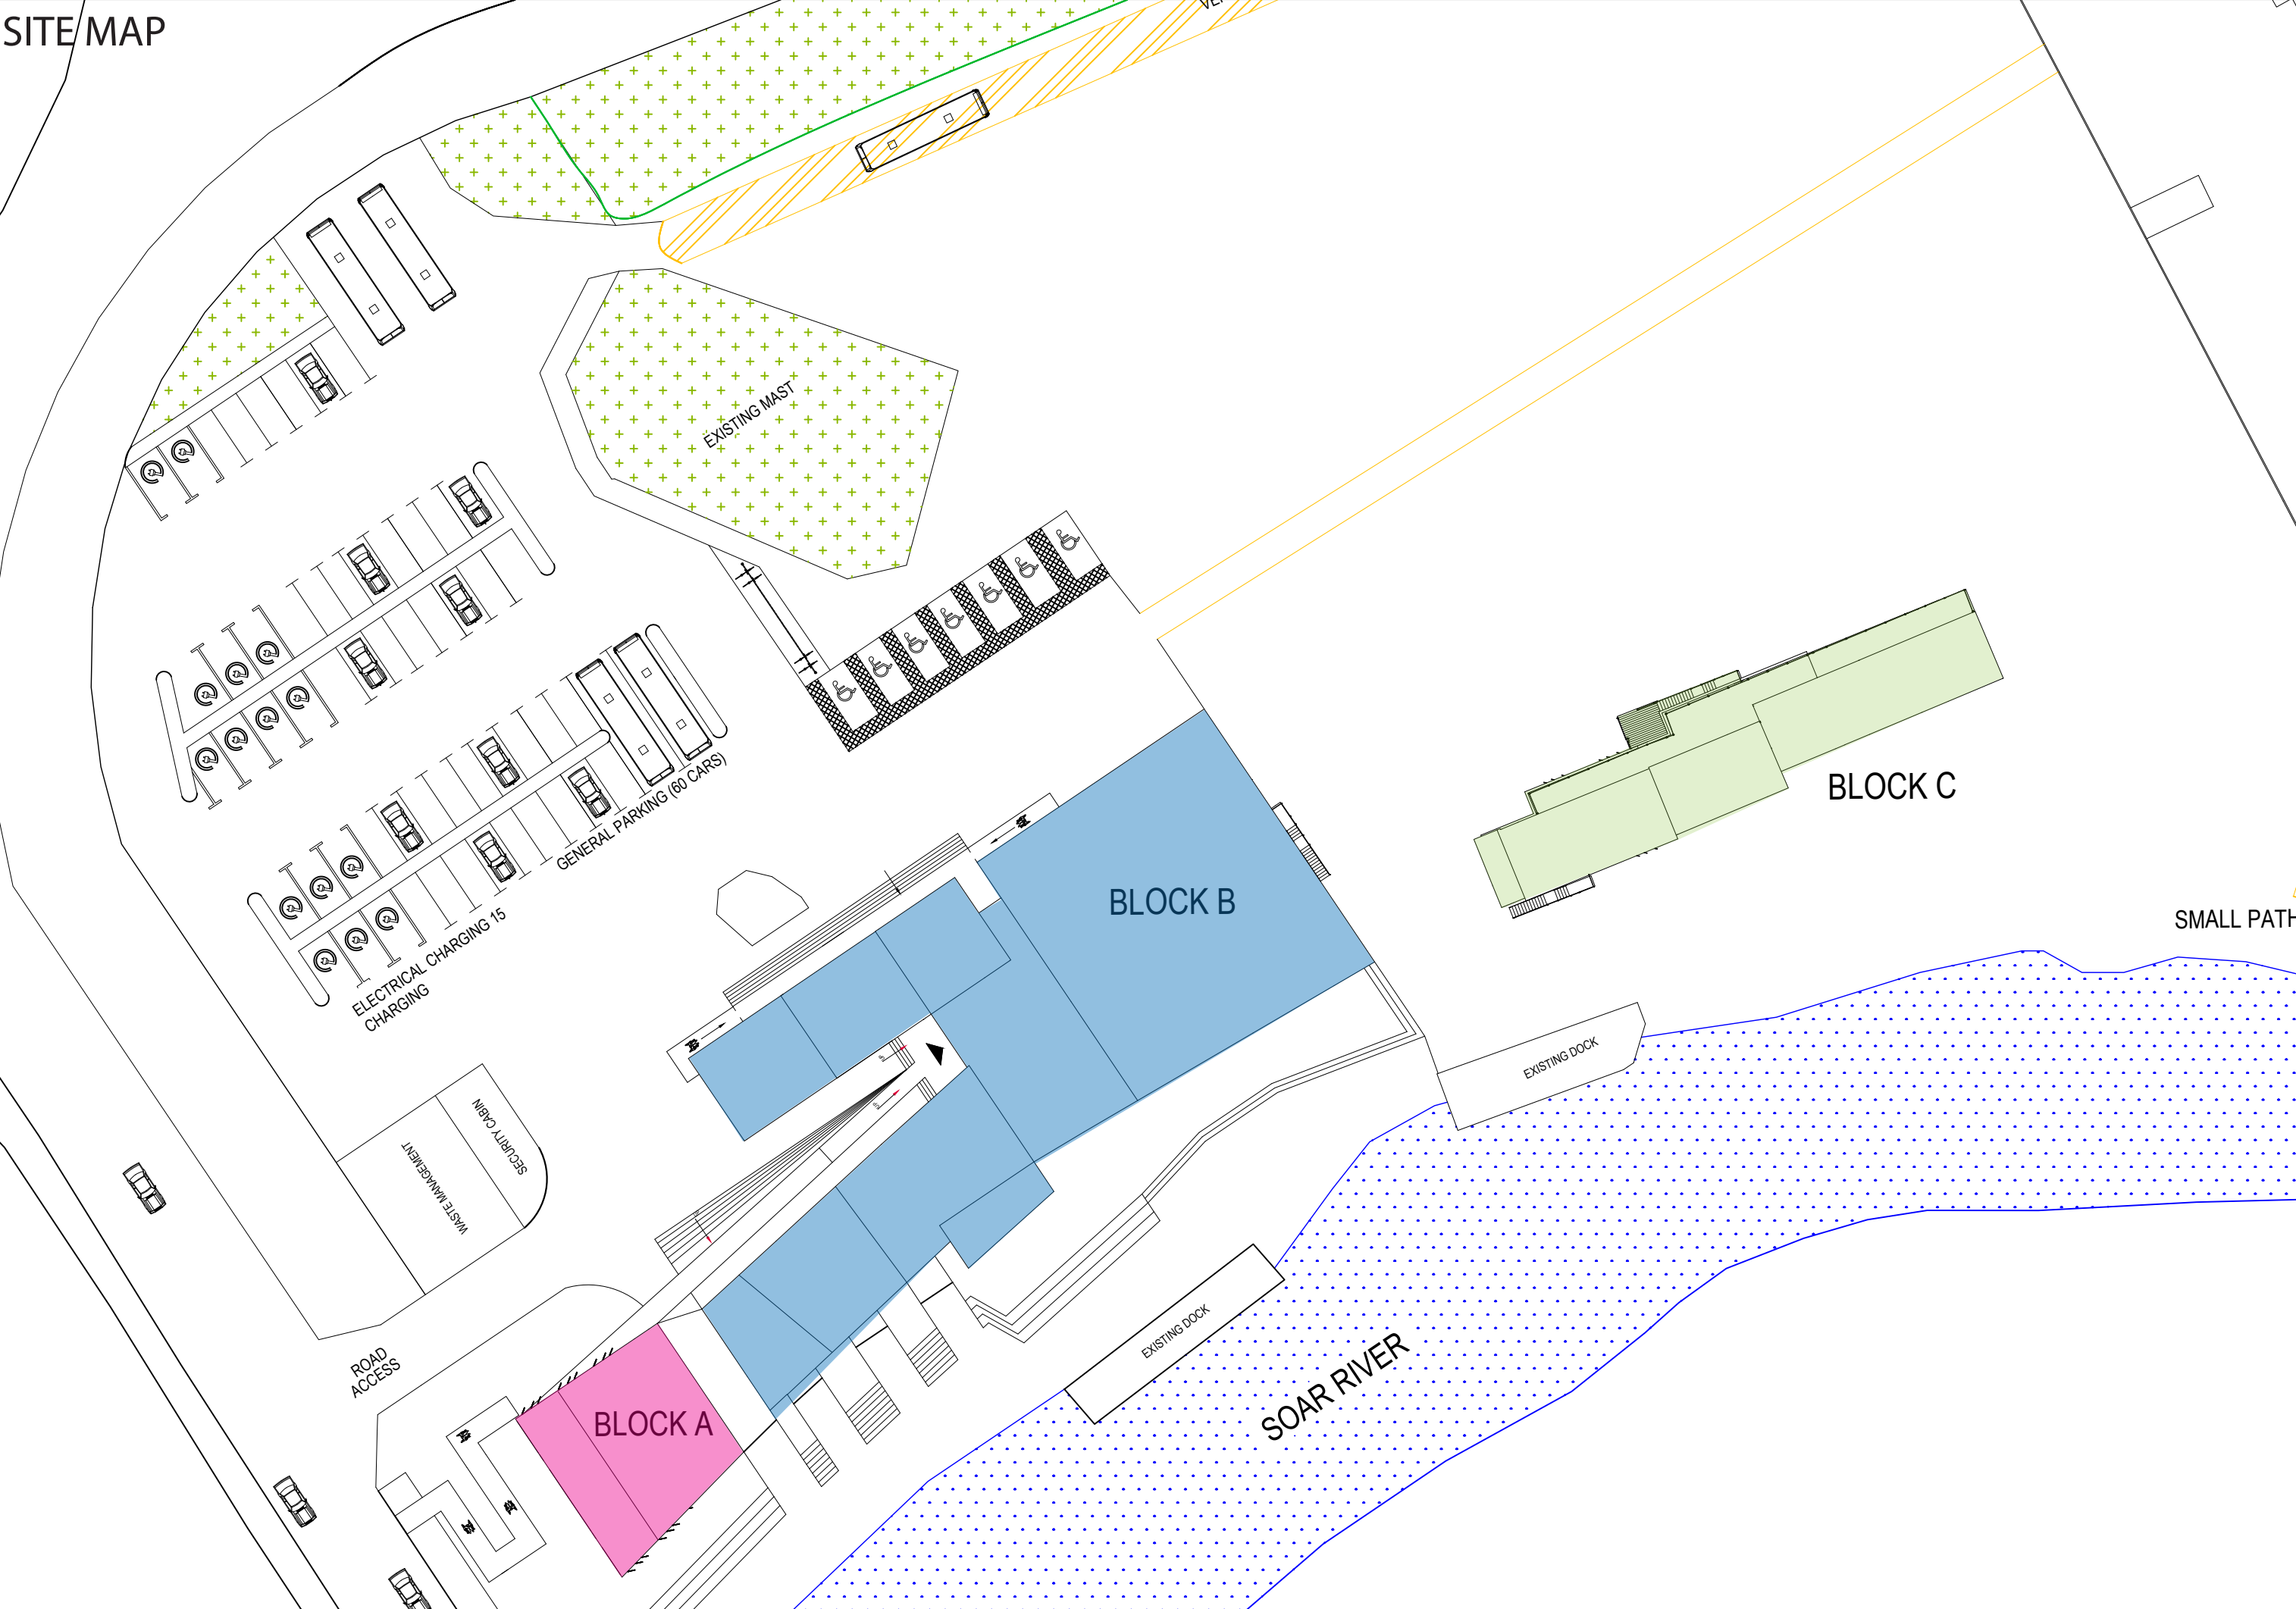 SITE MAP
EXISTING MAST
GENERAL PARKING (60 CARS)
BLOCK C
BLOCK B
SMALL PATH
ELECTRICAL CHARGING 15
CHARGING
EXISTING DOCK
SECURITY CABIN
WASTE MANAGEMENT
EXISTING DOCK
ROAD
ACCESS
SOAR RIVER
BLOCK A